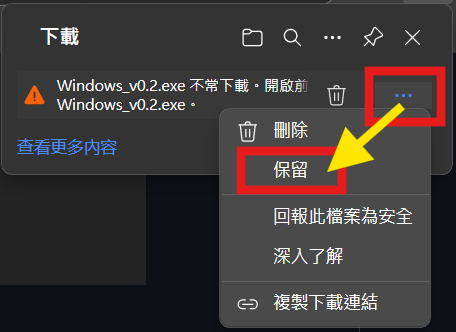 下載
Windows_v0.2.exe 不常下載。開啟前
Windows_v0.2.exe。
查看更多內容
刪除
保留
回報此檔案為安全
深入了解
複製下載連結